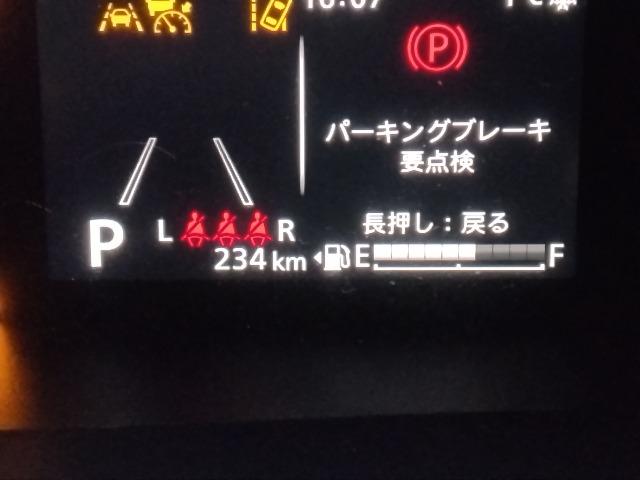 P
パーキングブレーキ
要点検
長押し：戻る
P L R
234 km E F